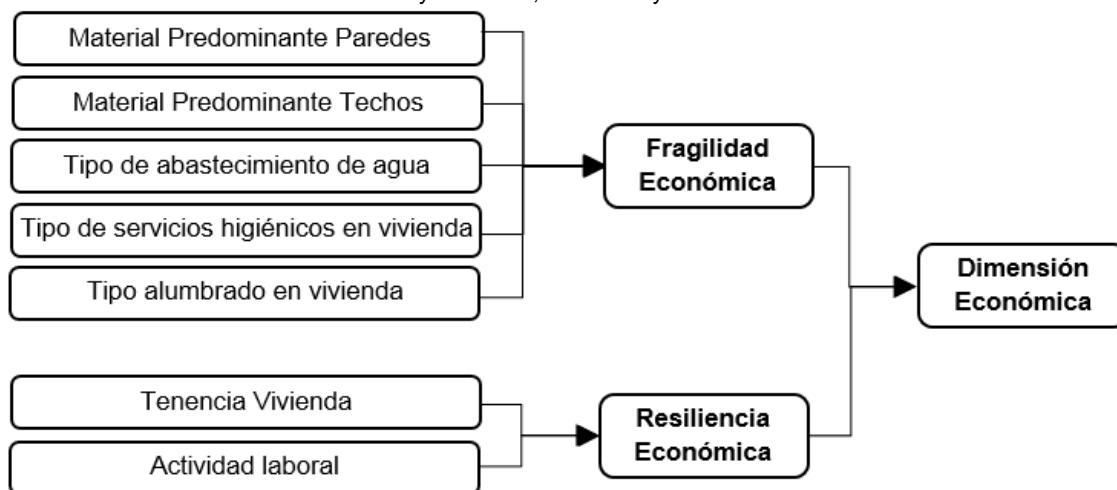 Material Predominante Paredes
Material Predominante Techos
Tipo de abastecimiento de agua
Tipo de servicios higiénicos en vivienda
Tipo alumbrado en vivienda
Fragilidad
Económica
Tenencia Vivienda
Actividad laboral
Resiliencia
Económica
Dimensión
Económica